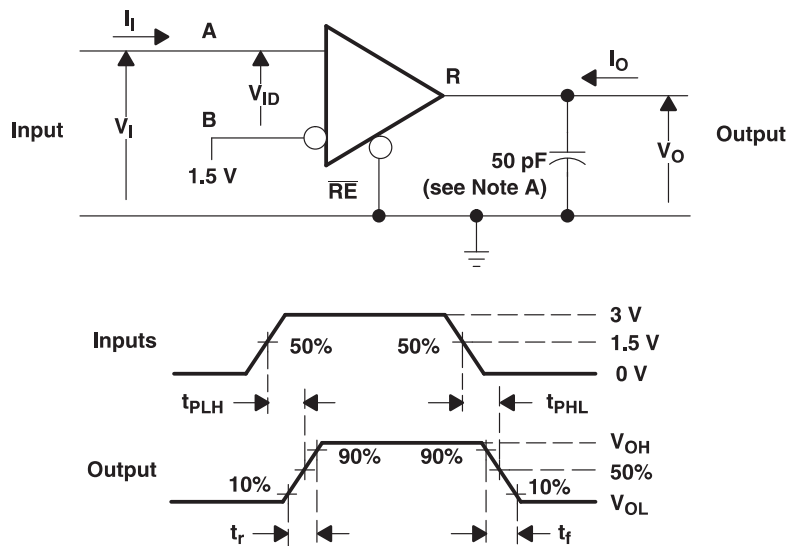 I_I A
R
I_O
V_ID
Input
V_I
B
V_O
Output
50 pF
(see Note A)
1.5 V
R̅E̅
3 V
Inputs
50% 50%
1.5 V
0 V
t_PLH
t_PHL
V_OH
Output
90% 90%
50%
10% 10%
V_OL
t_r
t_f